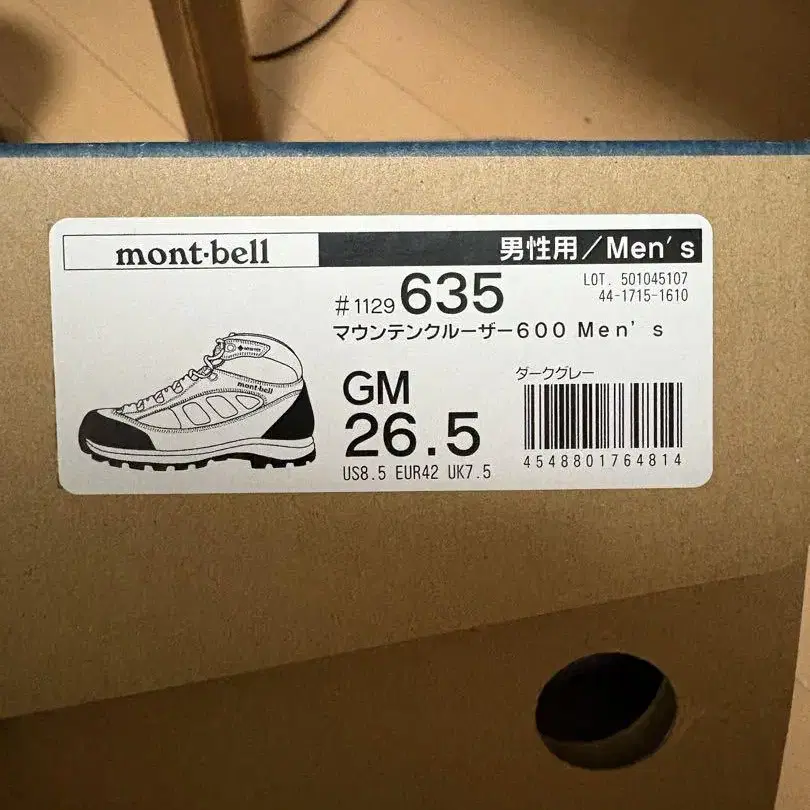 mont-bell
男性用/Men's
LOT. 501045107
44-1715-1610
#1129 635
マウンテンクルーザー600 Men's
mont-bell
GM
26.5
US8.5 EUR42 UK7.5
ダークグレー
4548801764814